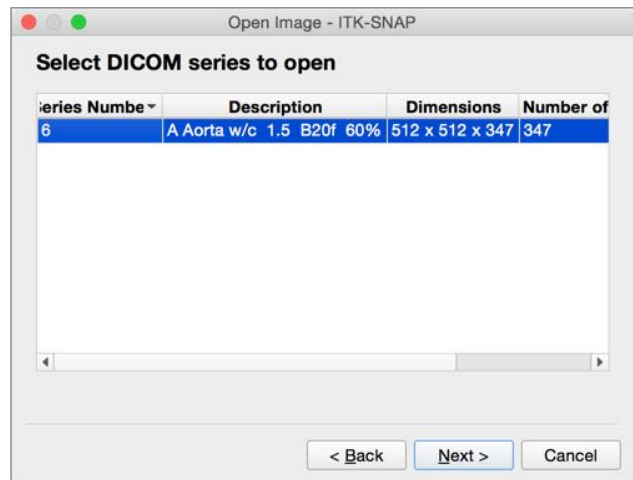 Open Image - ITK-SNAP
Select DICOM series to open
eries Numbe Description Dimensions Number of
6 A Aorta w/c 1.5 B20f 60% 512 x 512 x 347 347
< Back Next > Cancel